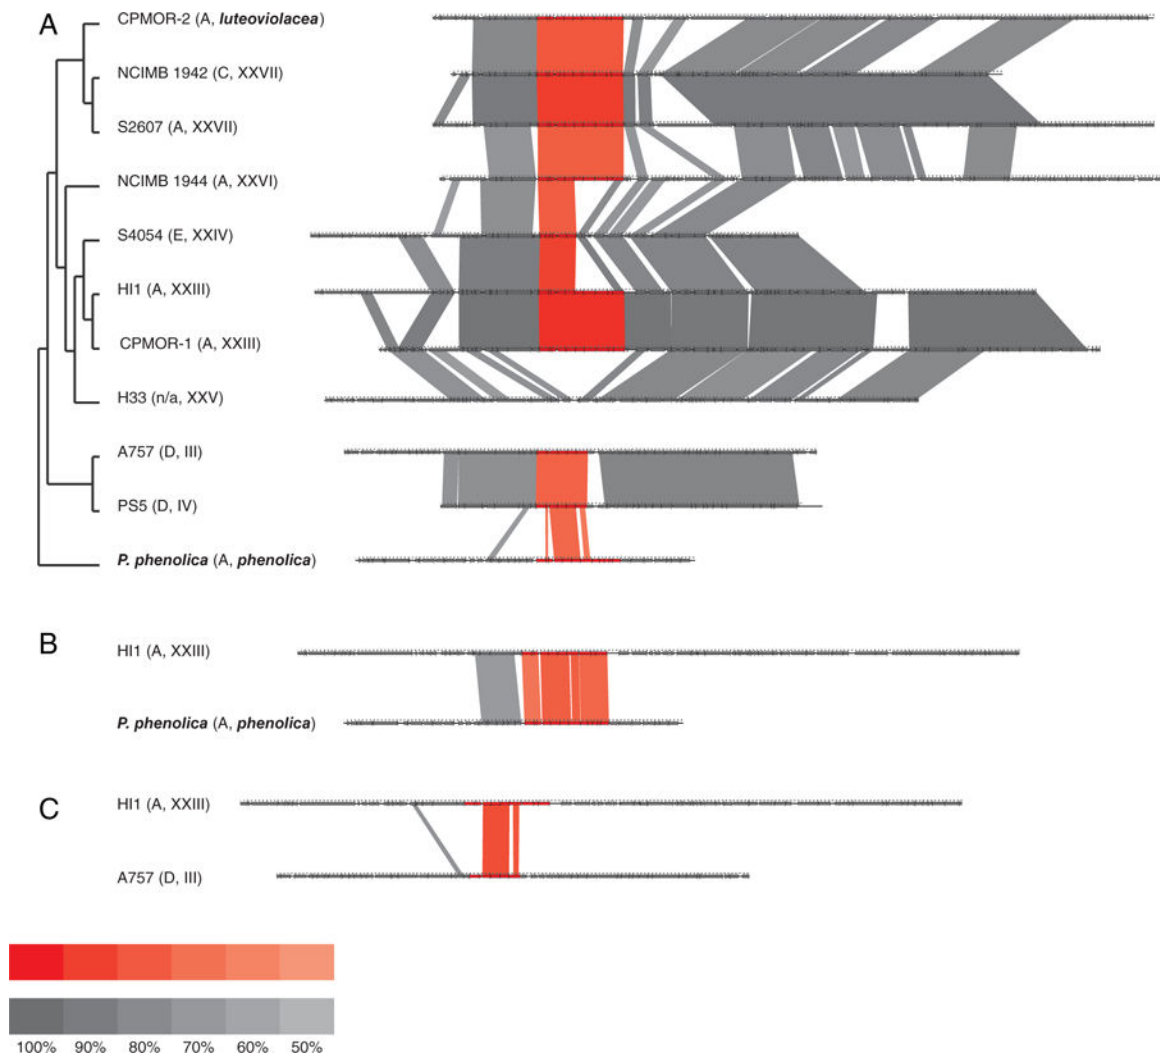 A
CPMOR-2 (A, luteoviolacea)
NCIMB 1942 (C, XXVII)
S2607 (A, XXVII)
NCIMB 1944 (A, XXVI)
S4054 (E, XXIV)
HI1 (A, XXIII)
CPMOR-1 (A, XXIII)
H33 (n/a, XXV)
A757 (D, III)
PS5 (D, IV)
P. phenolica (A, phenolica)
B
HI1 (A, XXIII)
P. phenolica (A, phenolica)
C
HI1 (A, XXIII)
A757 (D, III)
100% 90% 80% 70% 60% 50%